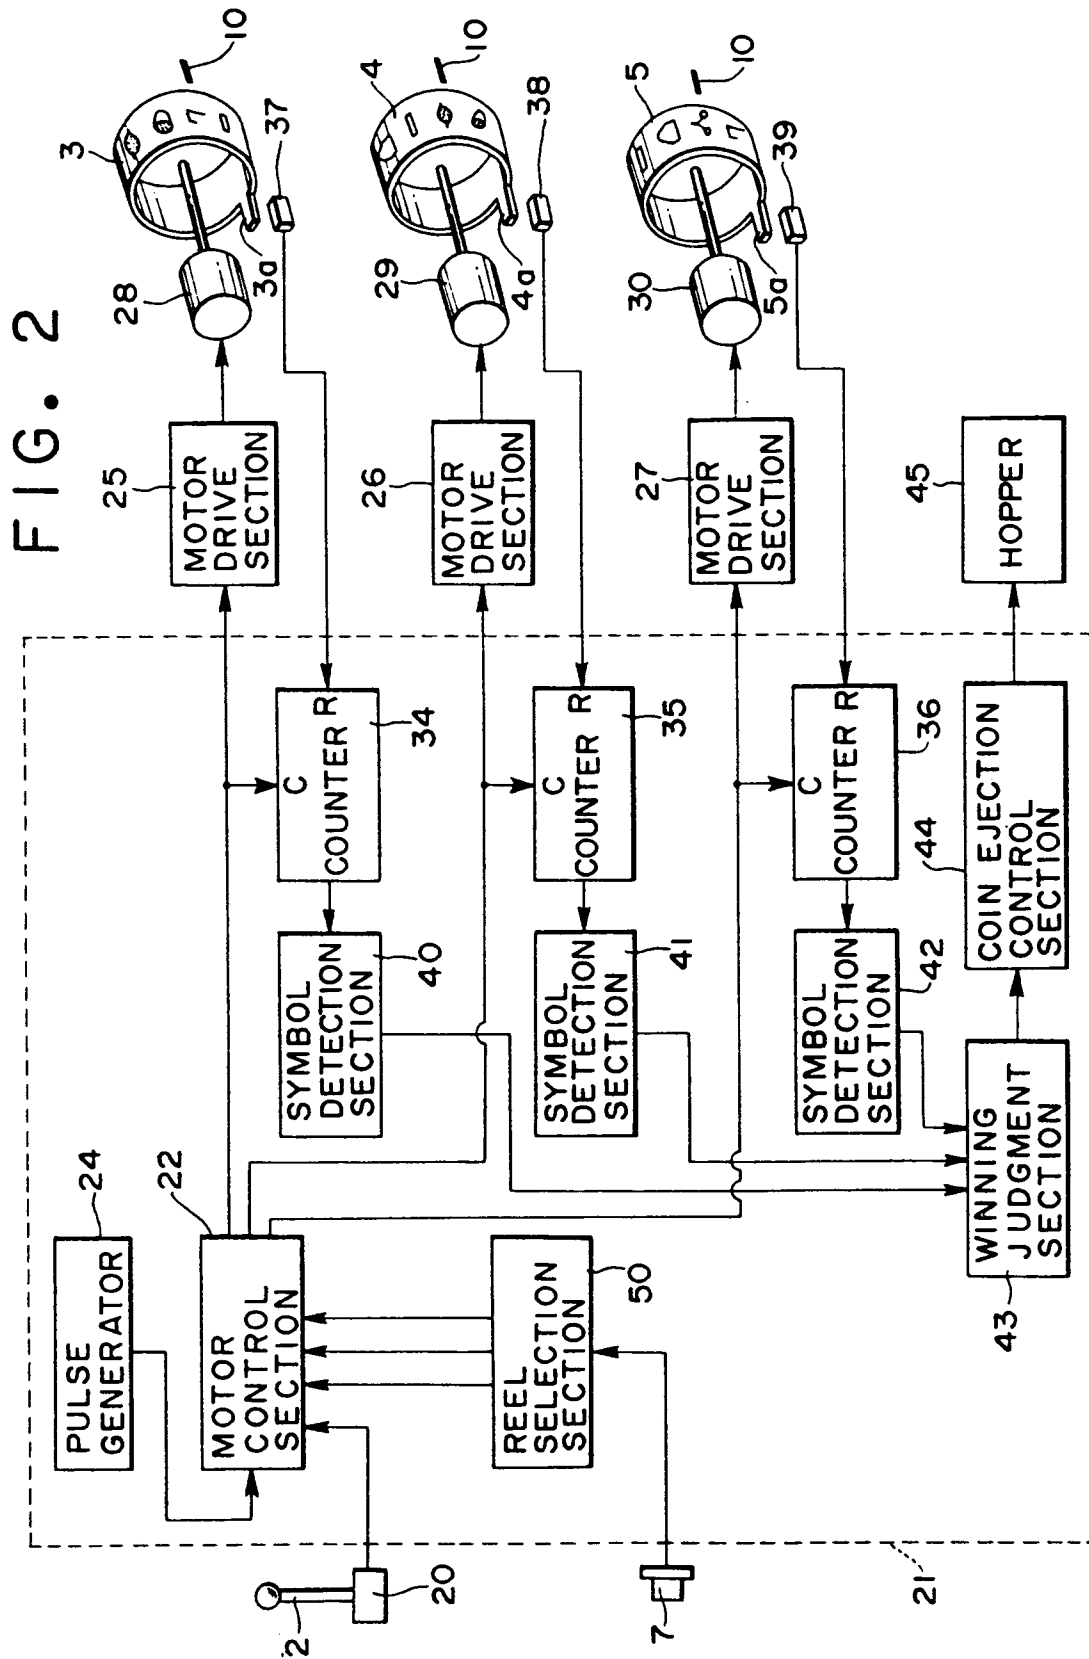 FIG. 2
24
PULSE
GENERATOR
22
MOTOR
CONTROL
SECTION
2
20
REEL
SELECTION
SECTION
50
7
21
25
MOTOR
DRIVE
SECTION
28
3
10
3a
37
C
COUNTER R
34
SYMBOL
DETECTION
SECTION
40
26
MOTOR
DRIVE
SECTION
29
4
10
4a
38
C
COUNTER R
35
SYMBOL
DETECTION
SECTION
41
27
MOTOR
DRIVE
SECTION
30
5
10
5a
39
C
COUNTER R
36
SYMBOL
DETECTION
SECTION
42
WINNING
JUDGMENT
SECTION
43
44
COIN EJECTION
CONTROL
SECTION
45
HOPPER